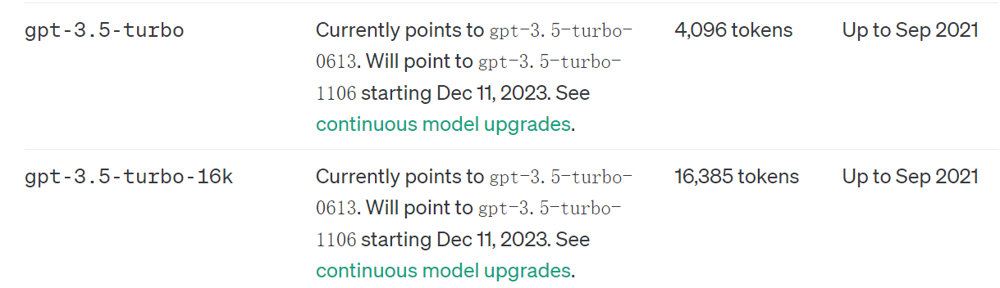 gpt-3.5-turbo Currently points to gpt-3.5-turbo- 4,096 tokens Up to Sep 2021
0613. Will point to gpt-3.5-turbo-
1106 starting Dec 11, 2023. See
continuous model upgrades.
gpt-3.5-turbo-16k Currently points to gpt-3.5-turbo- 16,385 tokens Up to Sep 2021
0613. Will point to gpt-3.5-turbo-
1106 starting Dec 11, 2023. See
continuous model upgrades.